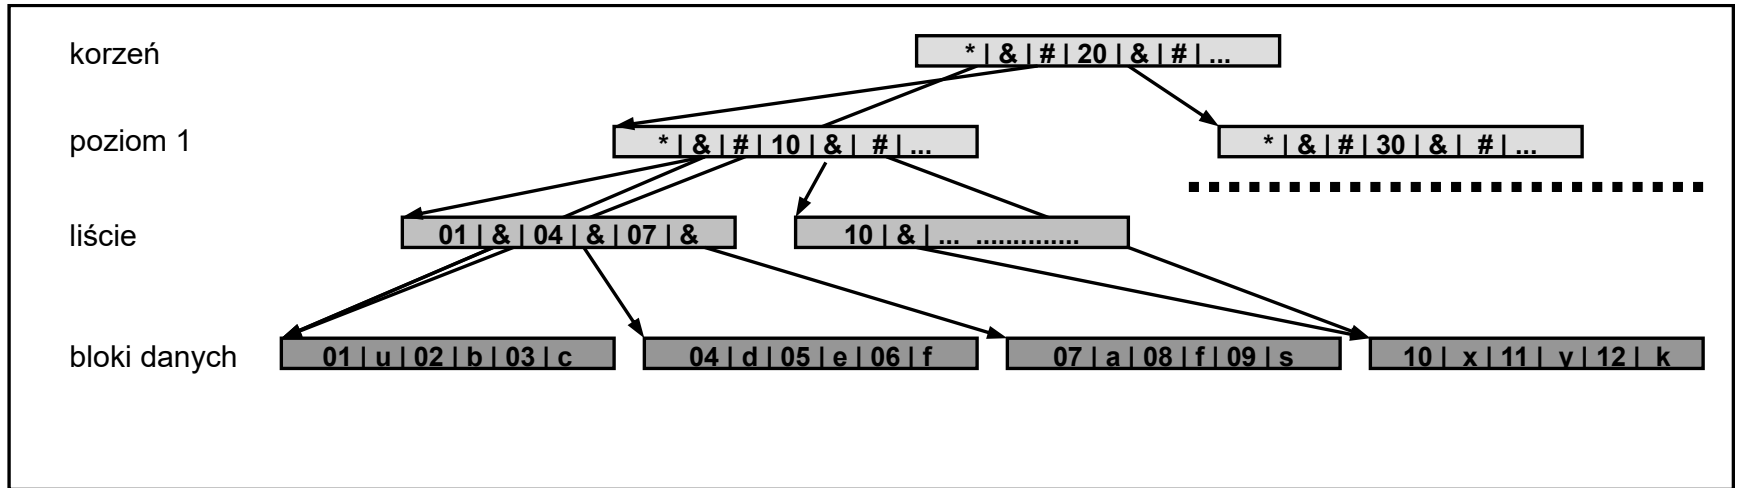 korzeń
* | & | # | 20 | & | # | ...
poziom 1
* | & | # | 10 | & | # | ...
* | & | # | 30 | & | # | ...
liście
01 | & | 04 | & | 07 | &
10 | & | ... ..............
bloki danych
01 | u | 02 | b | 03 | c
04 | d | 05 | e | 06 | f
07 | a | 08 | f | 09 | s
10 | x | 11 | y | 12 | k